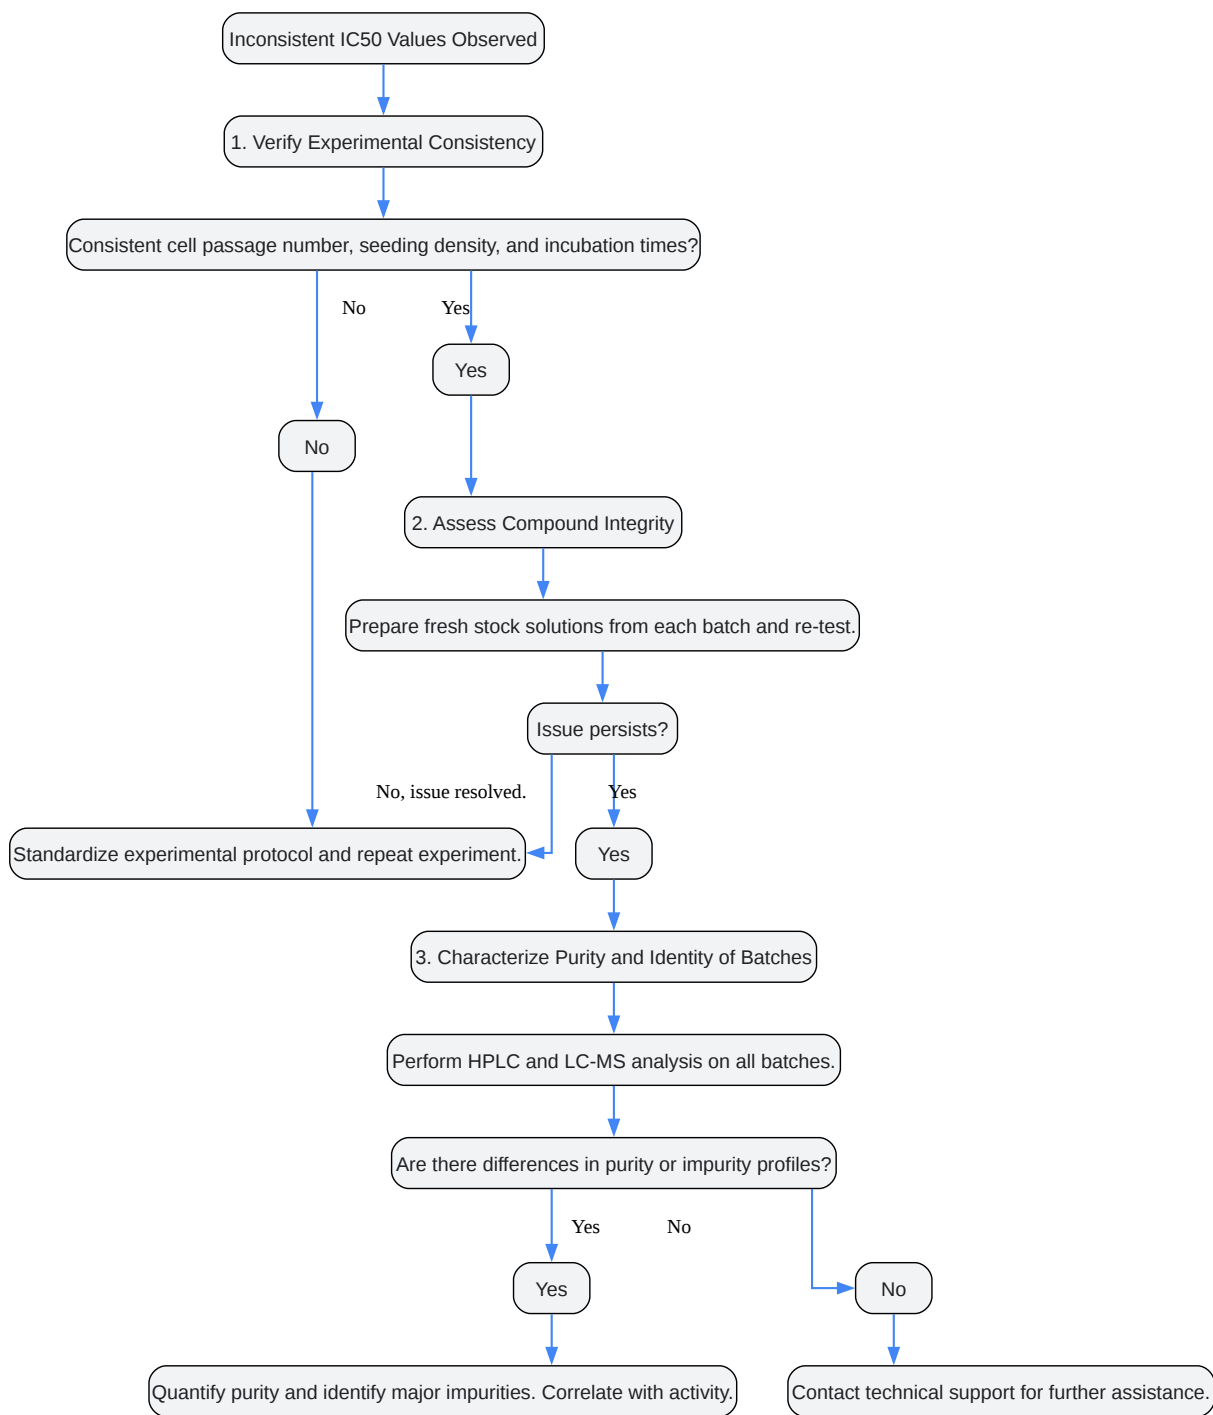 Inconsistent IC50 Values Observed
1. Verify Experimental Consistency
Consistent cell passage number, seeding density, and incubation times?
No
Yes
Yes
No
2. Assess Compound Integrity
Prepare fresh stock solutions from each batch and re-test.
Issue persists?
No, issue resolved.
Yes
Standardize experimental protocol and repeat experiment.
Yes
3. Characterize Purity and Identity of Batches
Perform HPLC and LC-MS analysis on all batches.
Are there differences in purity or impurity profiles?
Yes
No
Yes
No
Quantify purity and identify major impurities. Correlate with activity.
Contact technical support for further assistance.